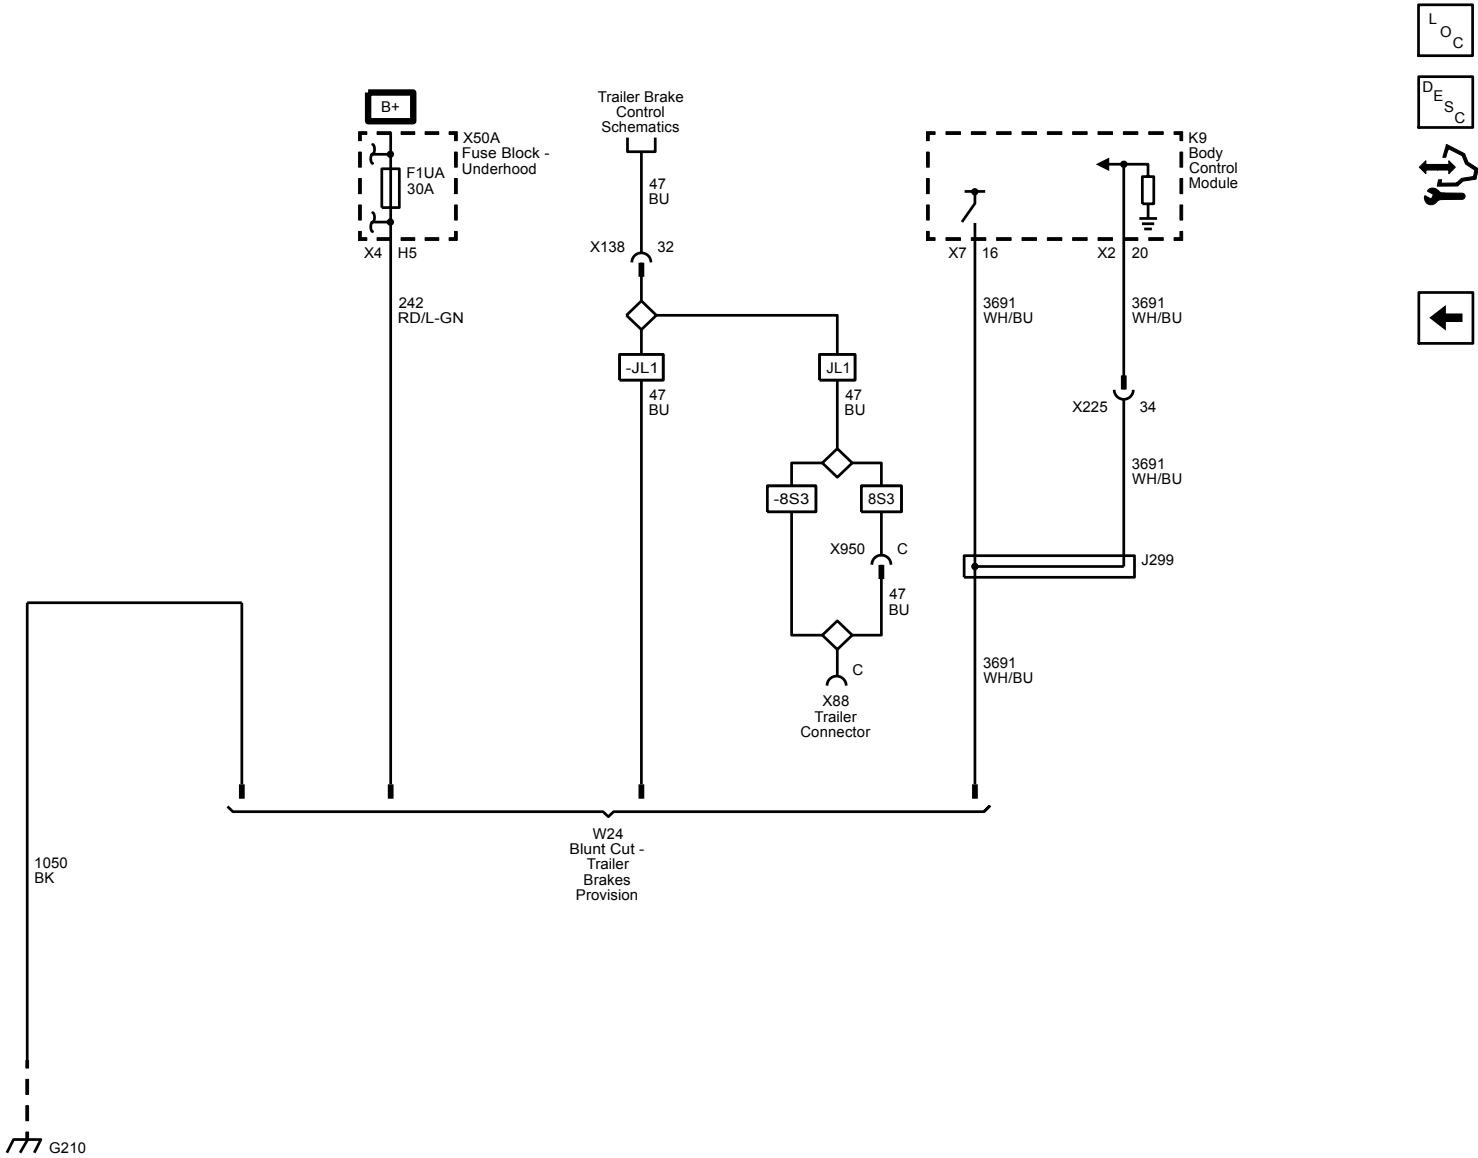 L
O
C
D
E
S
C
B+
X50A
Fuse Block -
Underhood
F1UA
30A
X4 H5
242
RD/L-GN
Trailer Brake
Control
Schematics
47
BU
X138 32
-JL1
47
BU
JL1
47
BU
-8S3
8S3
X950 C
47
BU
C
X88
Trailer
Connector
K9
Body
Control
Module
X7 16
X2 20
3691
WH/BU
3691
WH/BU
X225 34
3691
WH/BU
J299
3691
WH/BU
W24
Blunt Cut -
Trailer
Brakes
Provision
1050
BK
G210